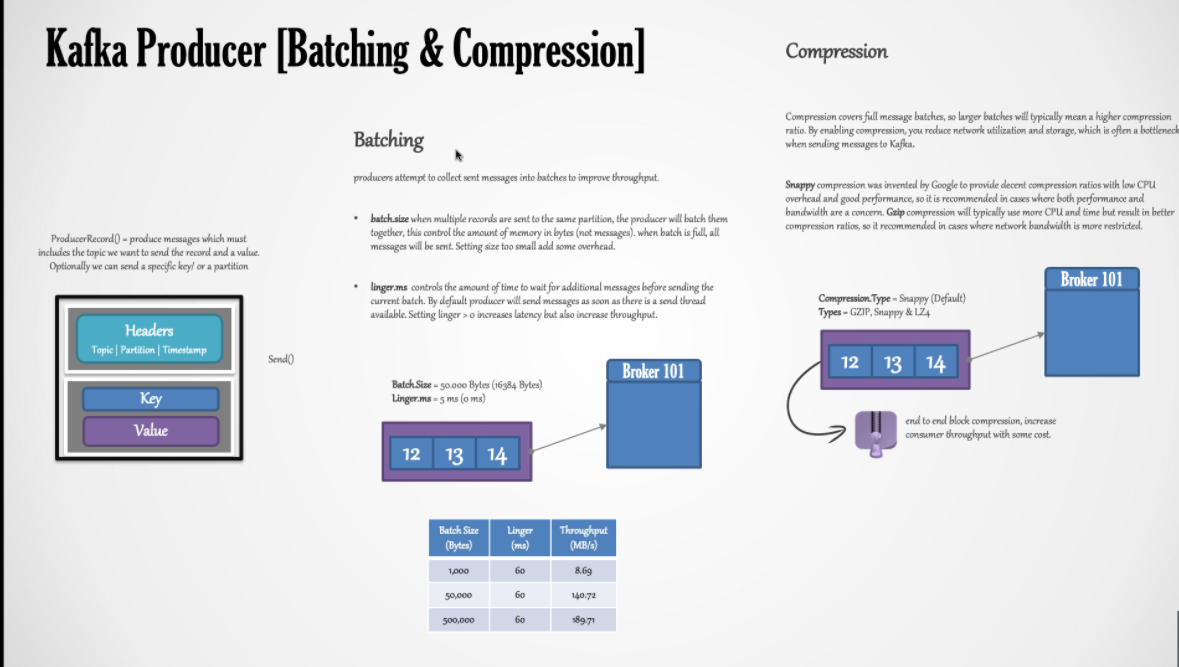 Kafka Producer [Batching & Compression]
ProducerRecord() = produce messages which must
includes the topic we want to send the record and a value.
Optionally we can send a specific key/ or a partition
Headers
Topic | Partition | Timestamp
Key
Value
Send()
Batching
producers attempt to collect sent messages into batches to improve throughput.
• batch.size when multiple records are sent to the same partition, the producer will batch them
together, this control the amount of memory in bytes (not messages). when batch is full, all
messages will be sent. Setting size too small add some overhead.
• linger.ms controls the amount of time to wait for additional messages before sending the
current batch. By default producer will send messages as soon as there is a send thread
available. Setting linger > 0 increases latency but also increase throughput.
Batch.Size = 50.000 Bytes (16384 Bytes)
Linger.ms = 5 ms (0 ms)
12 13 14
Broker 101
Batch Size (Bytes) Linger (ms) Throughput (MB/s)
1,000 60 8.69
50,000 60 140.72
500,000 60 189.71
Compression
Compression covers full message batches, so larger batches will typically mean a higher compression
ratio. By enabling compression, you reduce network utilization and storage, which is often a bottleneck
when sending messages to Kafka.
Snappy compression was invented by Google to provide decent compression ratios with low CPU
overhead and good performance, so it is recommended in cases where both performance and
bandwidth are a concern. Gzip compression will typically use more CPU and time but result in better
compression ratios, so it recommended in cases where network bandwidth is more restricted.
Compression.Type = Snappy (Default)
Types = GZIP, Snappy & LZ4
12 13 14
Broker 101
end to end block compression, increase
consumer throughput with some cost.